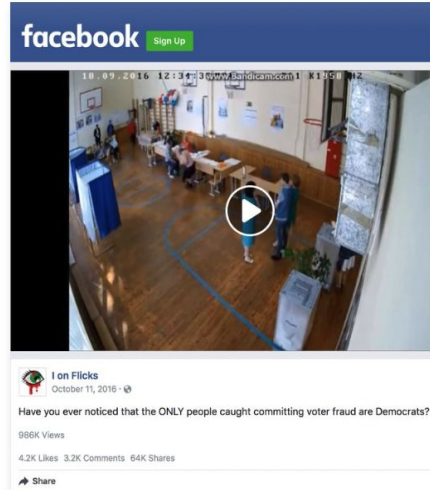 facebook
Sign Up
18.09.2016 12:34:3
www.Bandicam.com
1 K1958
I on Flicks
October 11, 2016 ·
Have you ever noticed that the ONLY people caught committing voter fraud are Democrats?
986K Views
4.2K Likes 3.2K Comments 64K Shares
Share